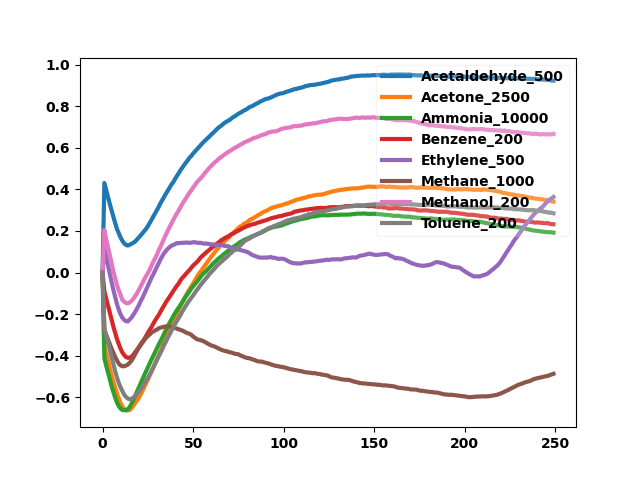 1.0
0.8
0.6
0.4
0.2
0.0
−0.2
−0.4
−0.6
0 50 100 150 200 250
Acetaldehyde_500
Acetone_2500
Ammonia_10000
Benzene_200
Ethylene_500
Methane_1000
Methanol_200
Toluene_200